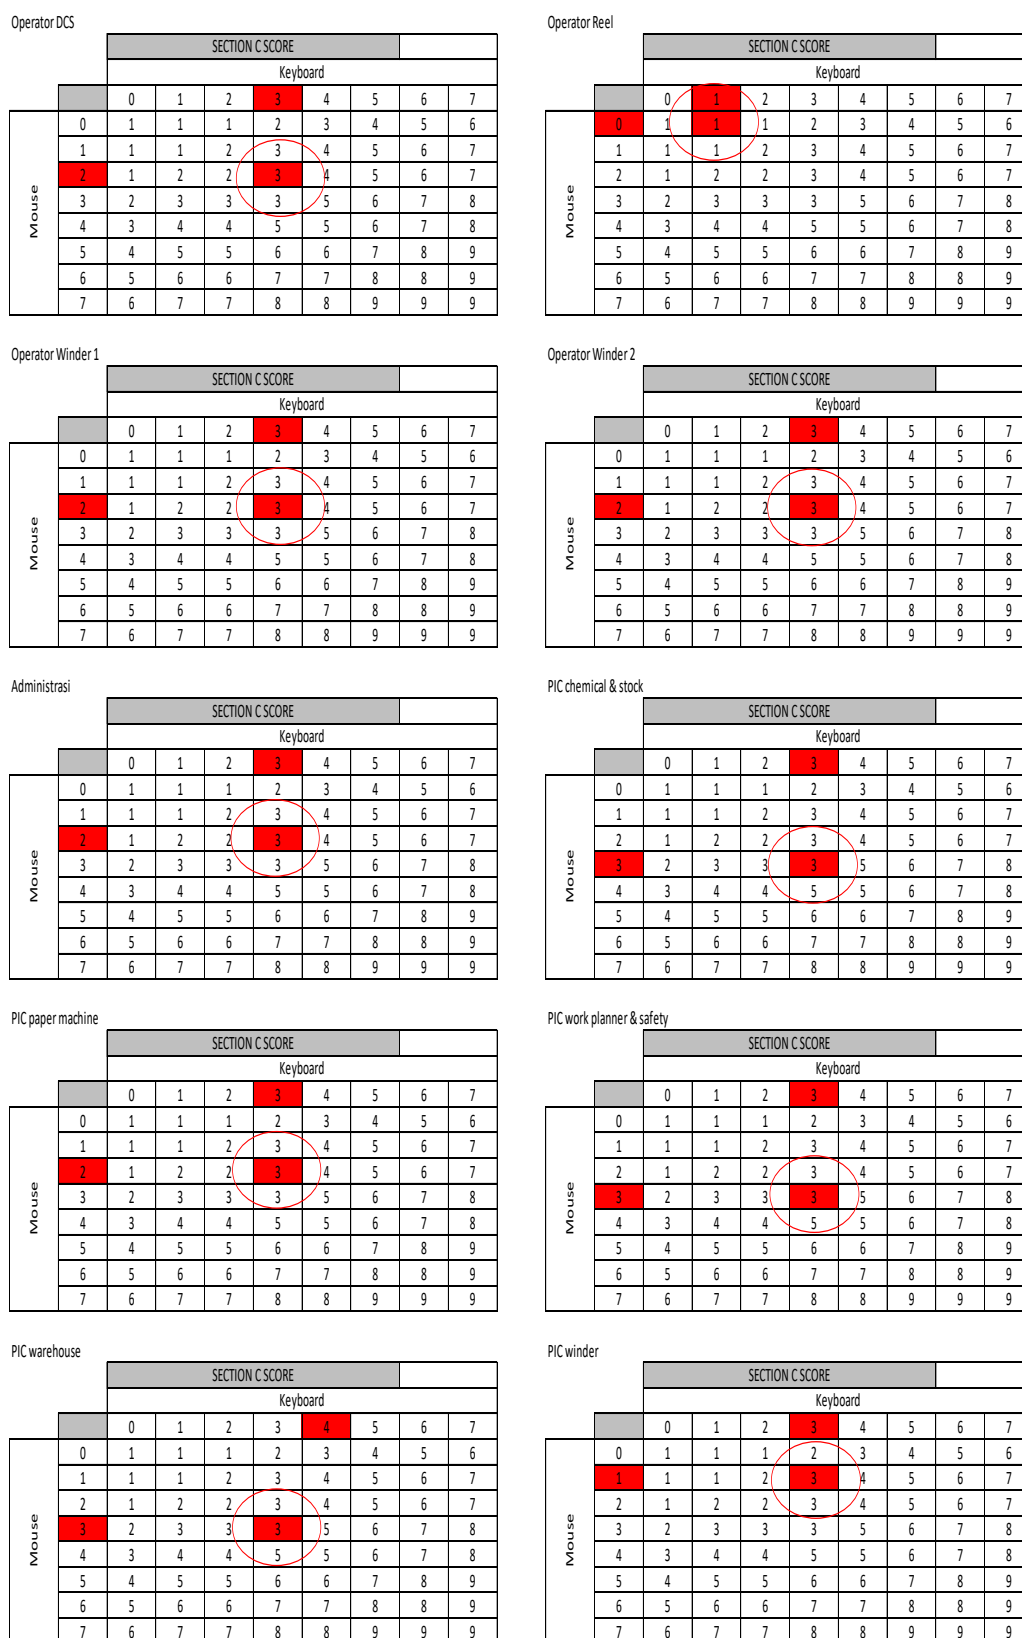 Operator DCS
SECTION C SCORE
Keyboard
0 1 2 3 4 5 6 7
Mouse
0 1 1 1 2 3 4 5 6
1 1 1 2 3 4 5 6 7
2 1 2 2 3 4 5 6 7
3 2 3 3 3 5 6 7 8
4 3 4 4 5 5 6 7 8
5 4 5 5 6 6 7 8 9
6 5 6 6 7 7 8 8 9
7 6 7 7 8 8 9 9 9
Operator Reel
SECTION C SCORE
Keyboard
0 1 2 3 4 5 6 7
Mouse
0 1 1 1 2 3 4 5 6
1 1 1 2 3 4 5 6 7
2 1 2 2 3 4 5 6 7
3 2 3 3 3 5 6 7 8
4 3 4 4 5 5 6 7 8
5 4 5 5 6 6 7 8 9
6 5 6 6 7 7 8 8 9
7 6 7 7 8 8 9 9 9
Operator Winder 1
SECTION C SCORE
Keyboard
0 1 2 3 4 5 6 7
Mouse
0 1 1 1 2 3 4 5 6
1 1 1 2 3 4 5 6 7
2 1 2 2 3 4 5 6 7
3 2 3 3 3 5 6 7 8
4 3 4 4 5 5 6 7 8
5 4 5 5 6 6 7 8 9
6 5 6 6 7 7 8 8 9
7 6 7 7 8 8 9 9 9
Operator Winder 2
SECTION C SCORE
Keyboard
0 1 2 3 4 5 6 7
Mouse
0 1 1 1 2 3 4 5 6
1 1 1 2 3 4 5 6 7
2 1 2 2 3 4 5 6 7
3 2 3 3 3 5 6 7 8
4 3 4 4 5 5 6 7 8
5 4 5 5 6 6 7 8 9
6 5 6 6 7 7 8 8 9
7 6 7 7 8 8 9 9 9
Administrasi
SECTION C SCORE
Keyboard
0 1 2 3 4 5 6 7
Mouse
0 1 1 1 2 3 4 5 6
1 1 1 2 3 4 5 6 7
2 1 2 2 3 4 5 6 7
3 2 3 3 3 5 6 7 8
4 3 4 4 5 5 6 7 8
5 4 5 5 6 6 7 8 9
6 5 6 6 7 7 8 8 9
7 6 7 7 8 8 9 9 9
PIC chemical & stock
SECTION C SCORE
Keyboard
0 1 2 3 4 5 6 7
Mouse
0 1 1 1 2 3 4 5 6
1 1 1 2 3 4 5 6 7
2 1 2 2 3 4 5 6 7
3 2 3 3 3 5 6 7 8
4 3 4 4 5 5 6 7 8
5 4 5 5 6 6 7 8 9
6 5 6 6 7 7 8 8 9
7 6 7 7 8 8 9 9 9
PIC paper machine
SECTION C SCORE
Keyboard
0 1 2 3 4 5 6 7
Mouse
0 1 1 1 2 3 4 5 6
1 1 1 2 3 4 5 6 7
2 1 2 2 3 4 5 6 7
3 2 3 3 3 5 6 7 8
4 3 4 4 5 5 6 7 8
5 4 5 5 6 6 7 8 9
6 5 6 6 7 7 8 8 9
7 6 7 7 8 8 9 9 9
PIC work planner & safety
SECTION C SCORE
Keyboard
0 1 2 3 4 5 6 7
Mouse
0 1 1 1 2 3 4 5 6
1 1 1 2 3 4 5 6 7
2 1 2 2 3 4 5 6 7
3 2 3 3 3 5 6 7 8
4 3 4 4 5 5 6 7 8
5 4 5 5 6 6 7 8 9
6 5 6 6 7 7 8 8 9
7 6 7 7 8 8 9 9 9
PIC warehouse
SECTION C SCORE
Keyboard
0 1 2 3 4 5 6 7
Mouse
0 1 1 1 2 3 4 5 6
1 1 1 2 3 4 5 6 7
2 1 2 2 3 4 5 6 7
3 2 3 3 3 5 6 7 8
4 3 4 4 5 5 6 7 8
5 4 5 5 6 6 7 8 9
6 5 6 6 7 7 8 8 9
7 6 7 7 8 8 9 9 9
PIC winder
SECTION C SCORE
Keyboard
0 1 2 3 4 5 6 7
Mouse
0 1 1 1 2 3 4 5 6
1 1 1 2 3 4 5 6 7
2 1 2 2 3 4 5 6 7
3 2 3 3 3 5 6 7 8
4 3 4 4 5 5 6 7 8
5 4 5 5 6 6 7 8 9
6 5 6 6 7 7 8 8 9
7 6 7 7 8 8 9 9 9